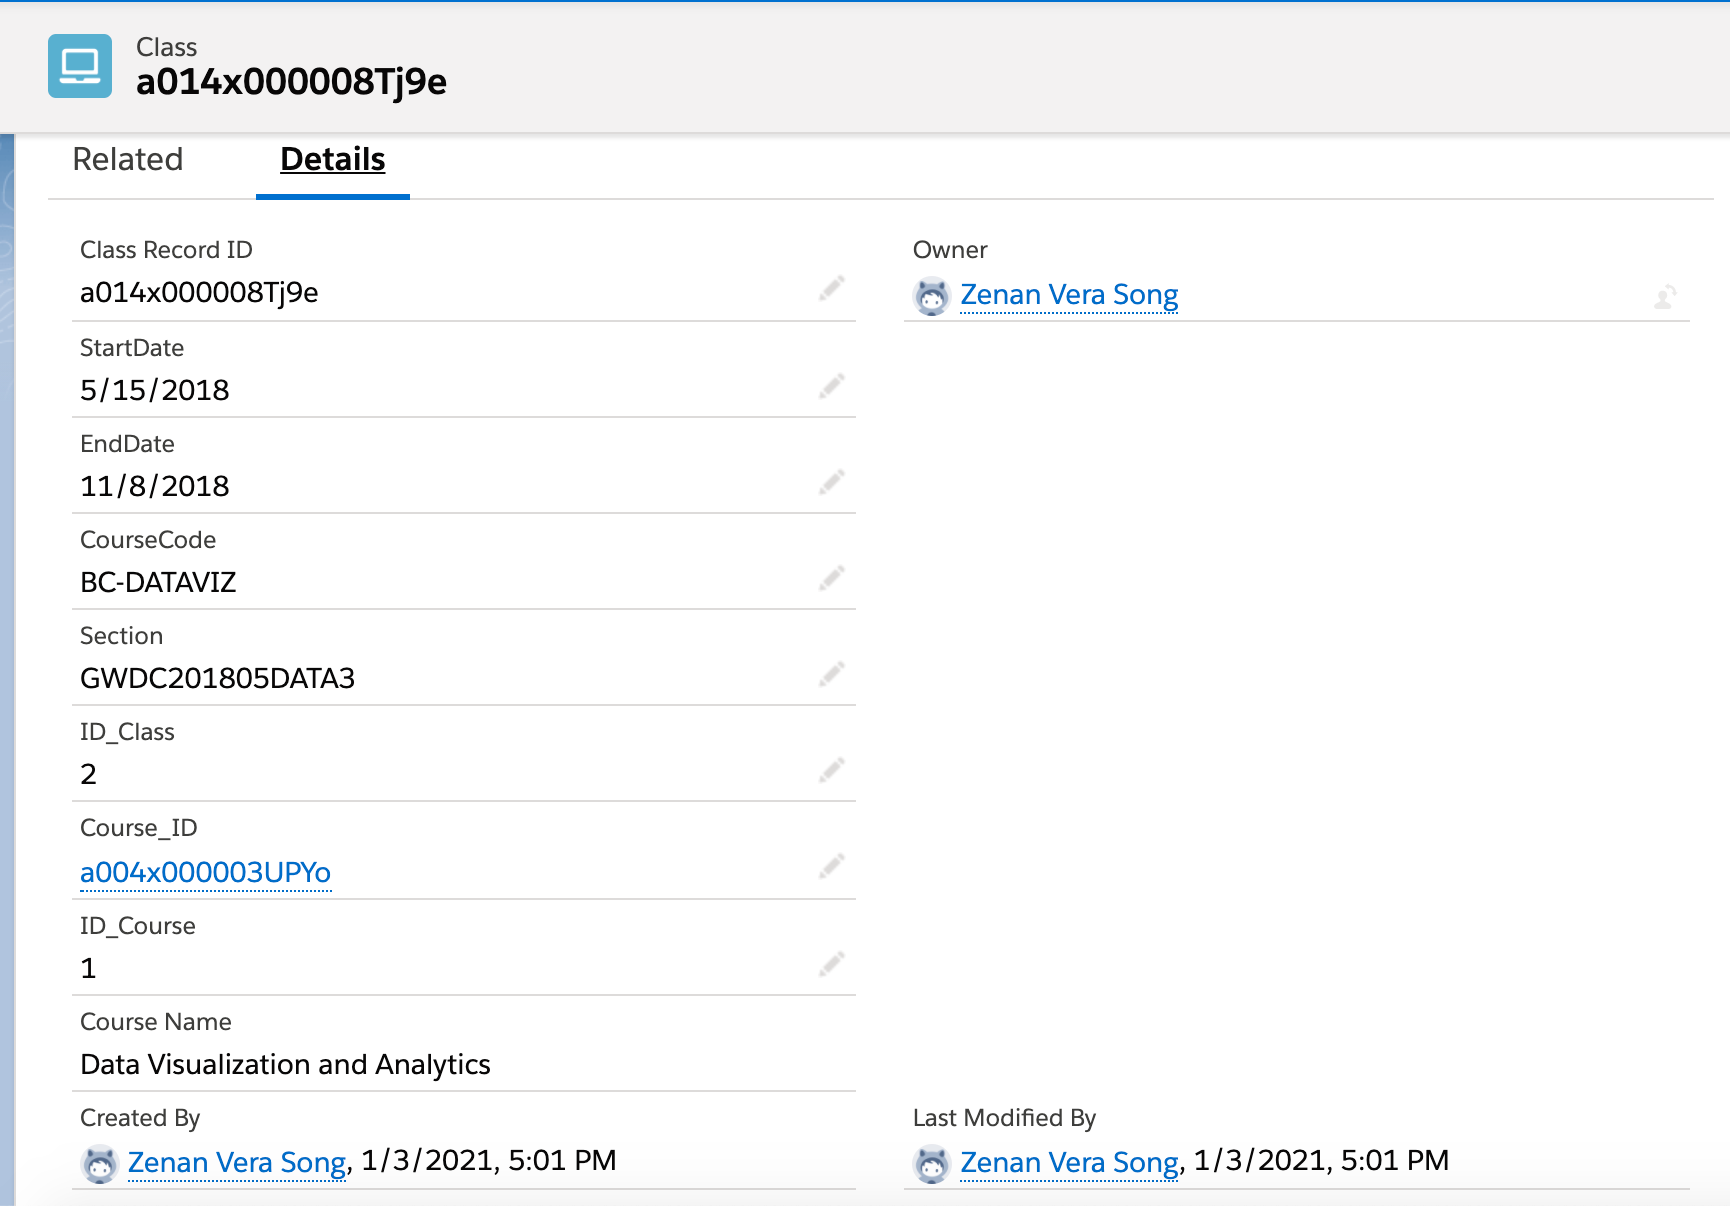 Class
a014x000008Tj9e
Related
Details
Class Record ID
a014x000008Tj9e
Owner
Zenan Vera Song
StartDate
5/15/2018
EndDate
11/8/2018
CourseCode
BC-DATAVIZ
Section
GWDC201805DATA3
ID_Class
2
Course_ID
a004x000003UPYo
ID_Course
1
Course Name
Data Visualization and Analytics
Created By
Zenan Vera Song, 1/3/2021, 5:01 PM
Last Modified By
Zenan Vera Song, 1/3/2021, 5:01 PM